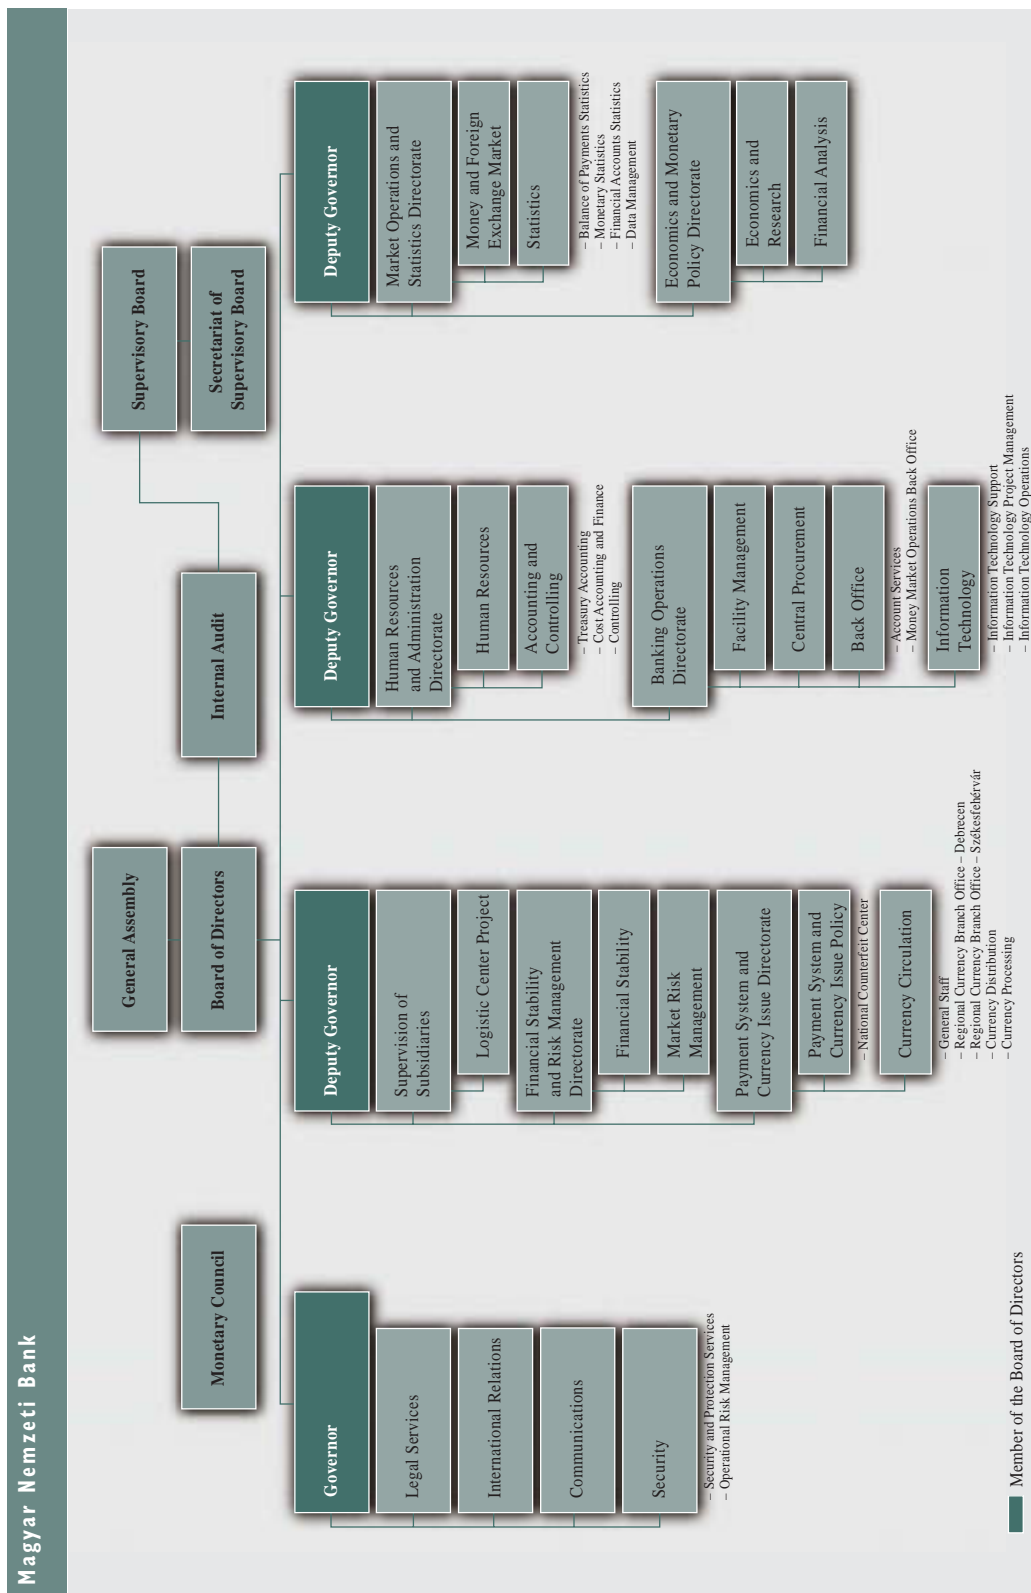 Magyar Nemzeti Bank
General Assembly
Supervisory Board
Monetary Council
Board of Directors
Internal Audit
Secretariat of
Supervisory Board
Governor
Legal Services
International Relations
Communications
Security
– Security and Protection Services
– Operational Risk Management
Deputy Governor
Supervision of
Subsidiaries
Logistic Center Project
Financial Stability
and Risk Management
Directorate
Financial Stability
Market Risk
Management
Payment System and
Currency Issue Directorate
Payment System and
Currency Issue Policy
– National Counterfeit Center
Currency Circulation
– General Staff
– Regional Currency Branch Office – Debrecen
– Regional Currency Branch Office – Székesfehérvár
– Currency Distribution
– Currency Processing
Deputy Governor
Human Resources
and Administration
Directorate
Human Resources
Accounting and
Controlling
– Treasury Accounting
– Cost Accounting and Finance
– Controlling
Banking Operations
Directorate
Facility Management
Central Procurement
Back Office
– Account Services
– Money Market Operations Back Office
Information
Technology
– Information Technology Support
– Information Technology Project Management
– Information Technology Operations
Deputy Governor
Market Operations and
Statistics Directorate
Money and Foreign
Exchange Market
Statistics
– Balance of Payments Statistics
– Monetary Statistics
– Financial Accounts Statistics
– Data Management
Economics and Monetary
Policy Directorate
Economics and
Research
Financial Analysis
Member of the Board of Directors